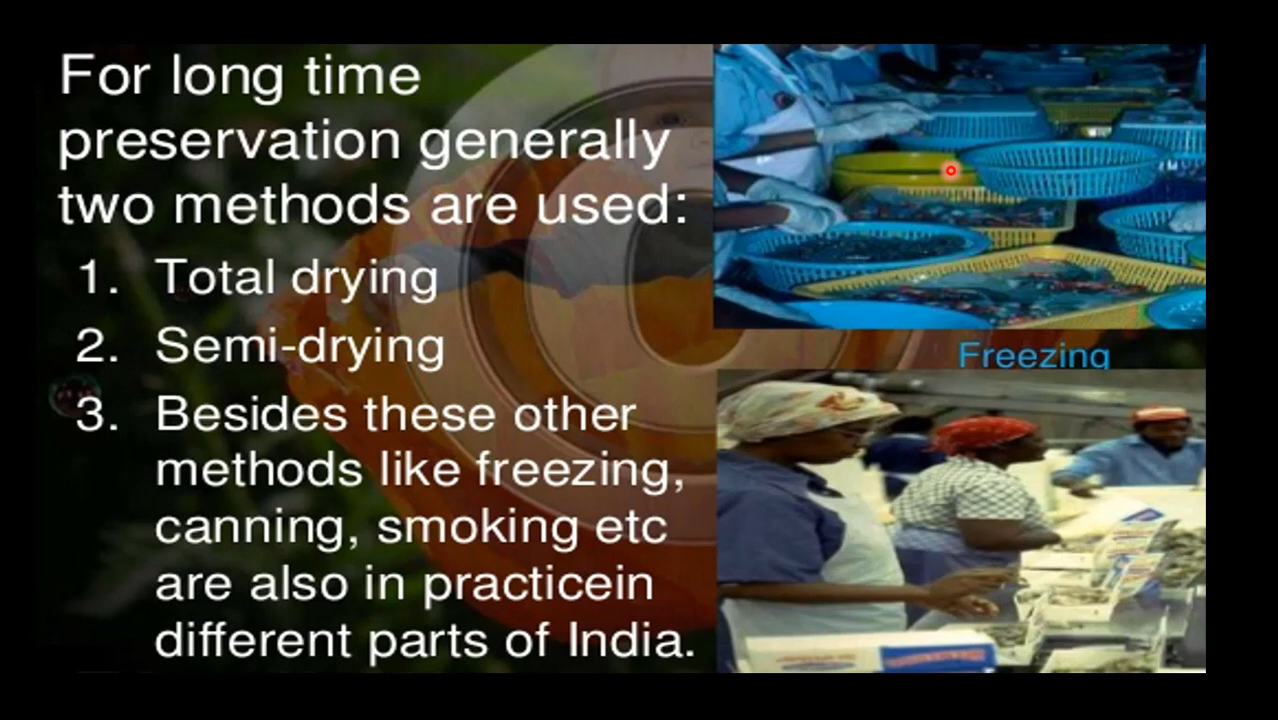 For long time
preservation generally
two methods are used:
1. Total drying
2. Semi-drying
3. Besides these other
methods like freezing,
canning, smoking etc
are also in practicein
different parts of India.
Freezing